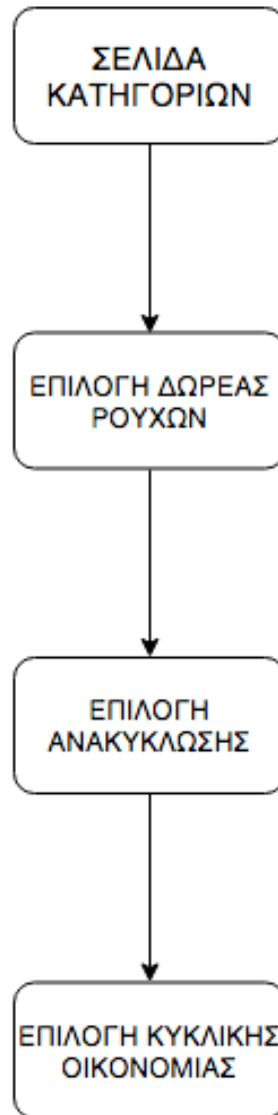 ΣΕΛΙΔΑ
ΚΑΤΗΓΟΡΙΩΝ
ΕΠΙΛΟΓΗ ΔΩΡΕΑΣ
ΡΟΥΧΩΝ
ΕΠΙΛΟΓΗ
ΑΝΑΚΥΚΛΩΣΗΣ
ΕΠΙΛΟΓΗ ΚΥΚΛΙΚΗΣ
ΟΙΚΟΝΟΜΙΑΣ